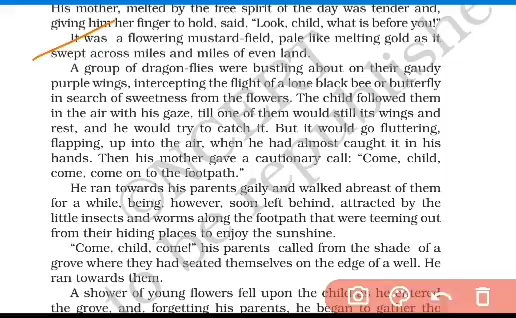 His mother, melted by the free spirit of the day was tender and,
giving him her finger to hold, said, “Look, child, what is before you!”
It was a flowering mustard-field, pale like melting gold as it
swept across miles and miles of even land.
A group of dragon-flies were bustling about on their gaudy
purple wings, intercepting the flight of a lone black bee or butterfly
in search of sweetness from the flowers. The child followed them
in the air with his gaze, till one of them would still its wings and
rest, and he would try to catch it. But it would go fluttering,
flapping, up into the air, when he had almost caught it in his
hands. Then his mother gave a cautionary call: “Come, child,
come, come on to the footpath.”
He ran towards his parents gaily and walked abreast of them
for a while, being, however, soon left behind, attracted by the
little insects and worms along the footpath that were teeming out
from their hiding places to enjoy the sunshine.
“Come, child, come!” his parents called from the shade of a
grove where they had seated themselves on the edge of a well. He
ran towards them.
A shower of young flowers fell upon the child as he entered
the grove, and, forgetting his parents, he began to gather the
©NCERT
to be republishe